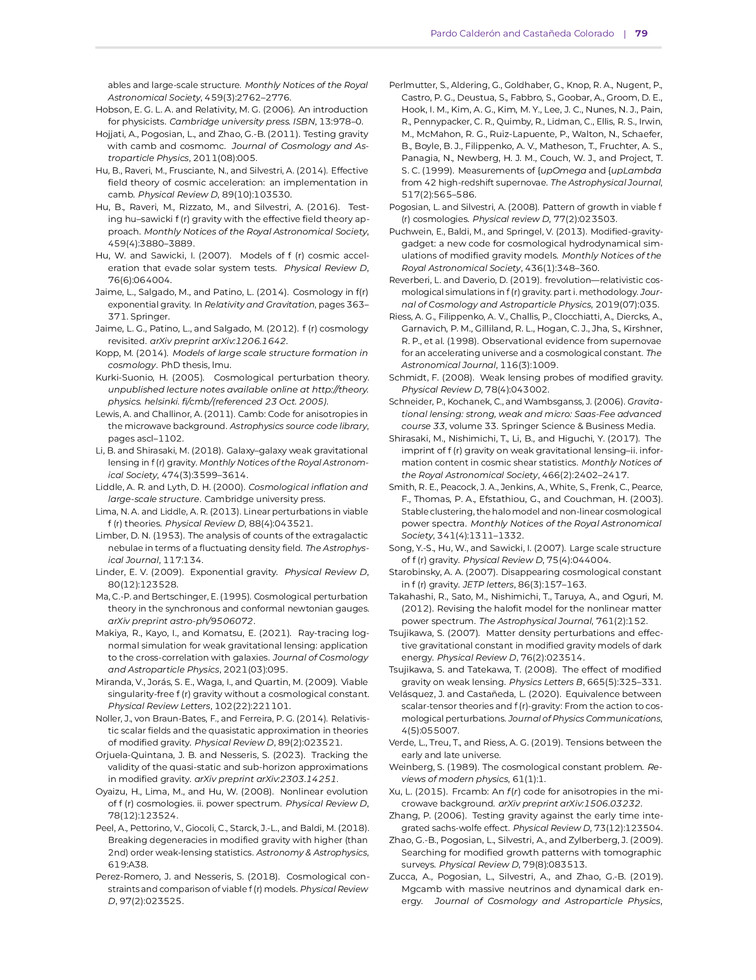 Pardo Calderón and Castañeda Colorado | 79
ables and large-scale structure. Monthly Notices of the Royal
Astronomical Society, 459(3):2762–2776.
Hobson, E. G. L. A. and Relativity, M. G. (2006). An introduction
for physicists. Cambridge university press. ISBN, 13:978–0.
Hojjati, A., Pogosian, L., and Zhao, G.-B. (2011). Testing gravity
with camb and cosmomc. Journal of Cosmology and As-
troparticle Physics, 2011(08):005.
Hu, B., Raveri, M., Frusciante, N., and Silvestri, A. (2014). Effective
field theory of cosmic acceleration: an implementation in
camb. Physical Review D, 89(10):103530.
Hu, B., Raveri, M., Rizzato, M., and Silvestri, A. (2016). Test-
ing hu–sawicki f (r) gravity with the effective field theory ap-
proach. Monthly Notices of the Royal Astronomical Society,
459(4):3880–3889.
Hu, W. and Sawicki, I. (2007). Models of f (r) cosmic accel-
eration that evade solar system tests. Physical Review D,
76(6):064004.
Jaime, L., Salgado, M., and Patino, L. (2014). Cosmology in f(r)
exponential gravity. In Relativity and Gravitation, pages 363–
371. Springer.
Jaime, L. G., Patino, L., and Salgado, M. (2012). f (r) cosmology
revisited. arXiv preprint arXiv:1206.1642.
Kopp, M. (2014). Models of large scale structure formation in
cosmology. PhD thesis, lmu.
Kurki-Suonio, H. (2005). Cosmological perturbation theory.
unpublished lecture notes available online at http://theory.
physics. helsinki. fi/cmb/(referenced 23 Oct. 2005).
Lewis, A. and Challinor, A. (2011). Camb: Code for anisotropies in
the microwave background. Astrophysics source code library,
pages ascl–1102.
Li, B. and Shirasaki, M. (2018). Galaxy–galaxy weak gravitational
lensing in f (r) gravity. Monthly Notices of the Royal Astronom-
ical Society, 474(3):3599–3614.
Liddle, A. R. and Lyth, D. H. (2000). Cosmological inflation and
large-scale structure. Cambridge university press.
Lima, N. A. and Liddle, A. R. (2013). Linear perturbations in viable
f (r) theories. Physical Review D, 88(4):043521.
Limber, D. N. (1953). The analysis of counts of the extragalactic
nebulae in terms of a fluctuating density field. The Astrophys-
ical Journal, 117:134.
Linder, E. V. (2009). Exponential gravity. Physical Review D,
80(12):123528.
Ma, C.-P. and Bertschinger, E. (1995). Cosmological perturbation
theory in the synchronous and conformal newtonian gauges.
arXiv preprint astro-ph/9506072.
Makiya, R., Kayo, I., and Komatsu, E. (2021). Ray-tracing log-
normal simulation for weak gravitational lensing: application
to the cross-correlation with galaxies. Journal of Cosmology
and Astroparticle Physics, 2021(03):095.
Miranda, V., Jorás, S. E., Waga, I., and Quartin, M. (2009). Viable
singularity-free f (r) gravity without a cosmological constant.
Physical Review Letters, 102(22):221101.
Noller, J., von Braun-Bates, F., and Ferreira, P. G. (2014). Relativis-
tic scalar fields and the quasistatic approximation in theories
of modified gravity. Physical Review D, 89(2):023521.
Orjuela-Quintana, J. B. and Nesseris, S. (2023). Tracking the
validity of the quasi-static and sub-horizon approximations
in modified gravity. arXiv preprint arXiv:2303.14251.
Oyaizu, H., Lima, M., and Hu, W. (2008). Nonlinear evolution
of f (r) cosmologies. ii. power spectrum. Physical Review D,
78(12):123524.
Peel, A., Pettorino, V., Giocoli, C., Starck, J.-L., and Baldi, M. (2018).
Breaking degeneracies in modified gravity with higher (than
2nd) order weak-lensing statistics. Astronomy & Astrophysics,
619:A38.
Perez-Romero, J. and Nesseris, S. (2018). Cosmological con-
straints and comparison of viable f (r) models. Physical Review
D, 97(2):023525.
Perlmutter, S., Aldering, G., Goldhaber, G., Knop, R. A., Nugent, P.,
Castro, P. G., Deustua, S., Fabbro, S., Goobar, A., Groom, D. E.,
Hook, I. M., Kim, A. G., Kim, M. Y., Lee, J. C., Nunes, N. J., Pain,
R., Pennypacker, C. R., Quimby, R., Lidman, C., Ellis, R. S., Irwin,
M., McMahon, R. G., Ruiz-Lapuente, P., Walton, N., Schaefer,
B., Boyle, B. J., Filippenko, A. V., Matheson, T., Fruchter, A. S.,
Panagia, N., Newberg, H. J. M., Couch, W. J., and Project, T.
S. C. (1999). Measurements of {upOmega and {upLambda
from 42 high-redshift supernovae. The Astrophysical Journal,
517(2):565–586.
Pogosian, L. and Silvestri, A. (2008). Pattern of growth in viable f
(r) cosmologies. Physical review D, 77(2):023503.
Puchwein, E., Baldi, M., and Springel, V. (2013). Modified-gravity-
gadget: a new code for cosmological hydrodynamical sim-
ulations of modified gravity models. Monthly Notices of the
Royal Astronomical Society, 436(1):348–360.
Reverberi, L. and Daverio, D. (2019). frevolution—relativistic cos-
mological simulations in f (r) gravity. part i. methodology. Jour-
nal of Cosmology and Astroparticle Physics, 2019(07):035.
Riess, A. G., Filippenko, A. V., Challis, P., Clocchiatti, A., Diercks, A.,
Garnavich, P. M., Gilliland, R. L., Hogan, C. J., Jha, S., Kirshner,
R. P., et al. (1998). Observational evidence from supernovae
for an accelerating universe and a cosmological constant. The
Astronomical Journal, 116(3):1009.
Schmidt, F. (2008). Weak lensing probes of modified gravity.
Physical Review D, 78(4):043002.
Schneider, P., Kochanek, C., and Wambsganss, J. (2006). Gravita-
tional lensing: strong, weak and micro: Saas-Fee advanced
course 33, volume 33. Springer Science & Business Media.
Shirasaki, M., Nishimichi, T., Li, B., and Higuchi, Y. (2017). The
imprint of f (r) gravity on weak gravitational lensing–ii. infor-
mation content in cosmic shear statistics. Monthly Notices of
the Royal Astronomical Society, 466(2):2402–2417.
Smith, R. E., Peacock, J. A., Jenkins, A., White, S., Frenk, C., Pearce,
F., Thomas, P. A., Efstathiou, G., and Couchman, H. (2003).
Stable clustering, the halo model and non-linear cosmological
power spectra. Monthly Notices of the Royal Astronomical
Society, 341(4):1311–1332.
Song, Y.-S., Hu, W., and Sawicki, I. (2007). Large scale structure
of f (r) gravity. Physical Review D, 75(4):044004.
Starobinsky, A. A. (2007). Disappearing cosmological constant
in f (r) gravity. JETP letters, 86(3):157–163.
Takahashi, R., Sato, M., Nishimichi, T., Taruya, A., and Oguri, M.
(2012). Revising the halofit model for the nonlinear matter
power spectrum. The Astrophysical Journal, 761(2):152.
Tsujikawa, S. (2007). Matter density perturbations and effec-
tive gravitational constant in modified gravity models of dark
energy. Physical Review D, 76(2):023514.
Tsujikawa, S. and Tatekawa, T. (2008). The effect of modified
gravity on weak lensing. Physics Letters B, 665(5):325–331.
Velásquez, J. and Castañeda, L. (2020). Equivalence between
scalar-tensor theories and f (r)-gravity: From the action to cos-
mological perturbations. Journal of Physics Communications,
4(5):055007.
Verde, L., Treu, T., and Riess, A. G. (2019). Tensions between the
early and late universe.
Weinberg, S. (1989). The cosmological constant problem. Re-
views of modern physics, 61(1):1.
Xu, L. (2015). Frcamb: An f(r) code for anisotropies in the mi-
crowave background. arXiv preprint arXiv:1506.03232.
Zhang, P. (2006). Testing gravity against the early time inte-
grated sachs-wolfe effect. Physical Review D, 73(12):123504.
Zhao, G.-B., Pogosian, L., Silvestri, A., and Zylberberg, J. (2009).
Searching for modified growth patterns with tomographic
surveys. Physical Review D, 79(8):083513.
Zucca, A., Pogosian, L., Silvestri, A., and Zhao, G.-B. (2019).
Mgcamb with massive neutrinos and dynamical dark en-
ergy. Journal of Cosmology and Astroparticle Physics,